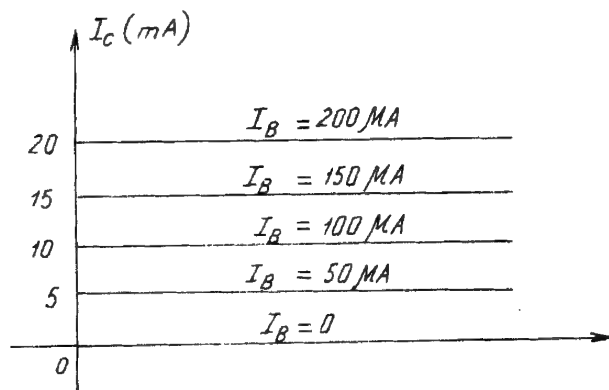 I_C (mA)
I_B = 200 μA
20
I_B = 150 μA
15
I_B = 100 μA
10
I_B = 50 μA
5
I_B = 0
0